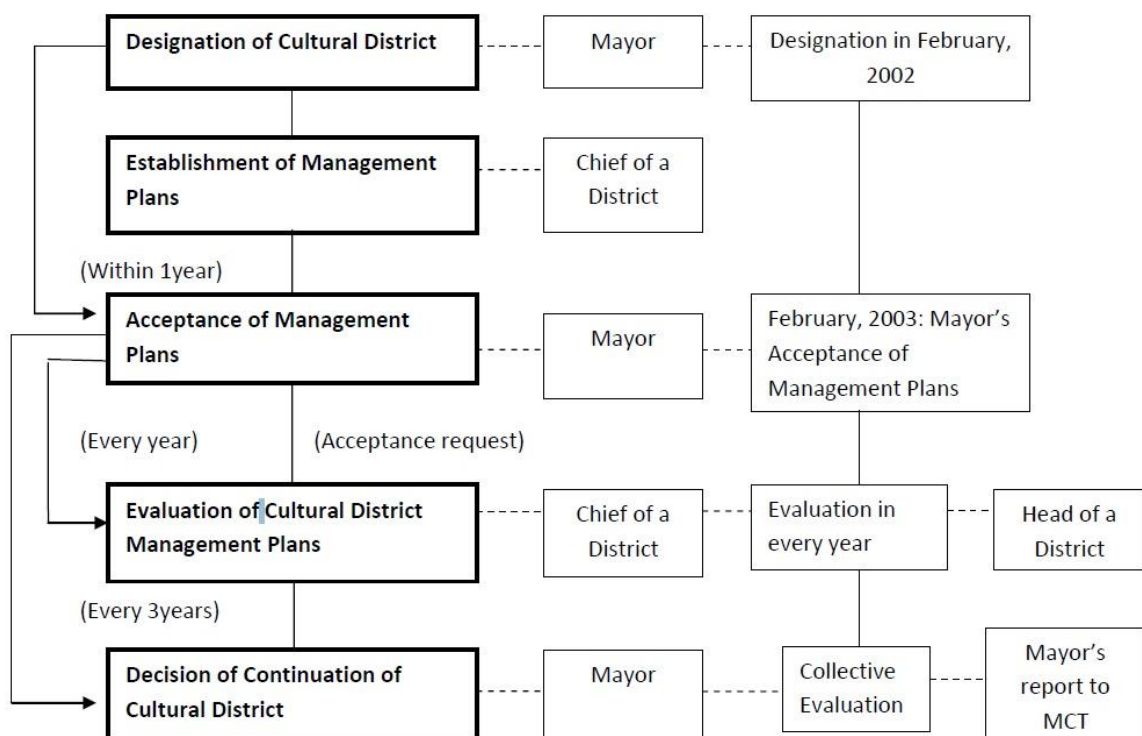 Designation of Cultural District
Mayor
Designation in February,
2002
Establishment of Management
Plans
Chief of a
District
(Within 1year)
Acceptance of Management
Plans
Mayor
February, 2003: Mayor's
Acceptance of
Management Plans
(Every year)
(Acceptance request)
Evaluation of Cultural District
Management Plans
Chief of a
District
Evaluation in
every year
Head of a
District
(Every 3years)
Decision of Continuation of
Cultural District
Mayor
Collective
Evaluation
Mayor's
report to
MCT